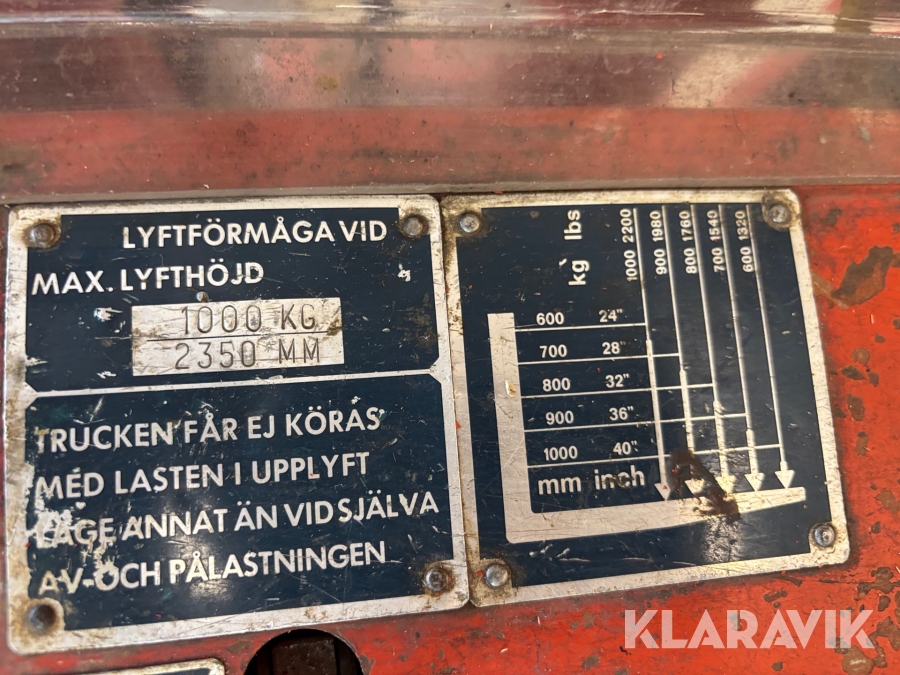 LYFTFÖRMÅGA VID
MAX. LYFTHÖJD
1000 KG
2350 MM
TRUCKEN FÅR EJ KÖRAS
MED LASTEN I UPPLYFT
LÄGE ANNAT ÄN VID SJÄLVA
AV- OCH PÅLASTNINGEN
kg lbs
1000 2200
900 1980
800 1760
700 1540
600 1320
600 24"
700 28"
800 32"
900 36"
1000 40"
mm inch
KLARAVIK